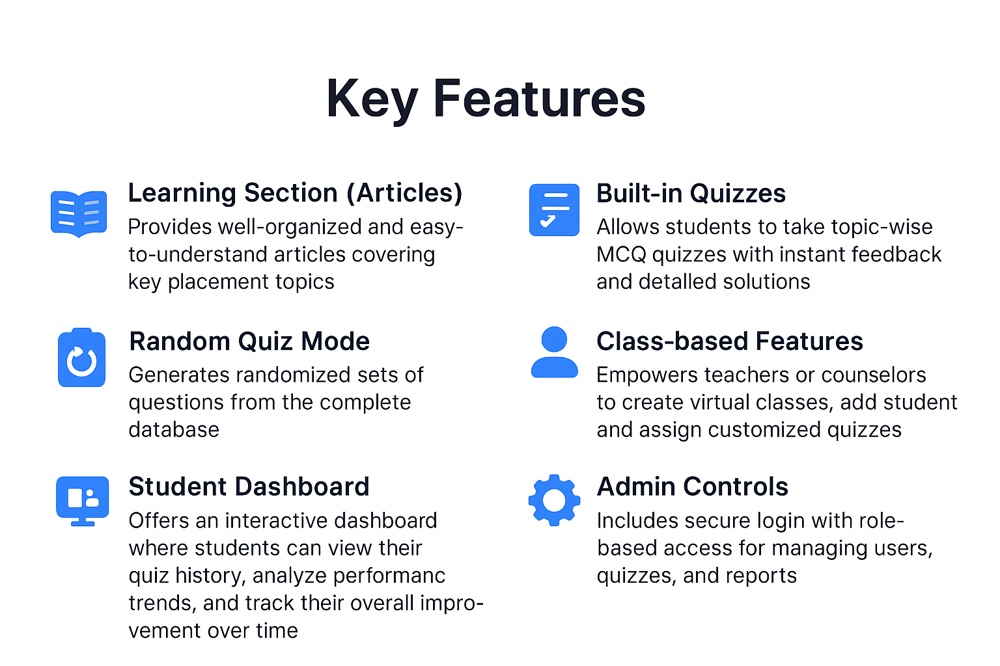 Key Features
Learning Section (Articles)
Provides well-organized and easy-
to-understand articles covering
key placement topics
Built-in Quizzes
Allows students to take topic-wise
MCQ quizzes with instant feedback
and detalled solutions
Random Quiz Mode
Generates randomized sets of
questions from the complete
database
Class-based Features
Empowers teachers or counselors
to create virtual classes, add student
and assign customized quizzes
Student Dashboard
Offers an interactive dashboard
where students can view their
quiz history, analyze performanc
trends, and track their overall impro-
vement over time
Admin Controls
Includes secure login with role-
based access for managing users,
quizzes, and reports